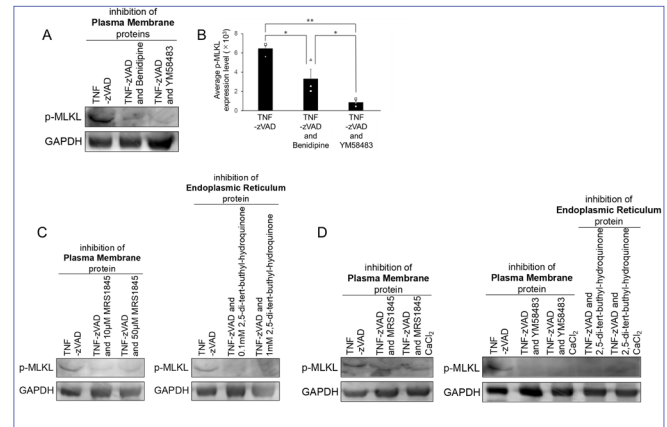 A
inhibition of
Plasma Membrane
proteins
TNF
-zVAD
TNF-zVAD
and Benidipine
TNF-zVAD
and YM58483
p-MLKL
GAPDH
B
Average p-MLKL
expression level (×10³)
8
6
4
2
0
**
*
*
TNF
-zVAD
TNF
-zVAD
and
Benidipine
TNF
-zVAD
and
YM58483
C
inhibition of
Plasma Membrane
protein
TNF
-zVAD
TNF-zVAD
and 10μM MRS1845
TNF-zVAD
and 50μM MRS1845
p-MLKL
GAPDH
inhibition of
Endoplasmic Reticulum
protein
TNF
-zVAD
TNF-zVAD and
0.1mM 2,5-di-tert-buthyl-hydroquinone
TNF-zVAD and
1mM 2,5-di-tert-buthyl-hydroquinone
p-MLKL
GAPDH
D
inhibition of
Plasma Membrane
protein
TNF
-zVAD
TNF-zVAD
and MRS1845
TNF-zVAD
and MRS1845
CaCl₂
p-MLKL
GAPDH
inhibition of
Plasma Membrane
protein
inhibition of
Endoplasmic Reticulum
protein
TNF
-zVAD
TNF-zVAD
and YM58483
TNF-zVAD
and YM58483
CaCl₂
TNF-zVAD and
2,5-di-tert-buthyl-hydroquinone
TNF-zVAD and
2,5-di-tert-buthyl-hydroquinone
CaCl₂
p-MLKL
GAPDH